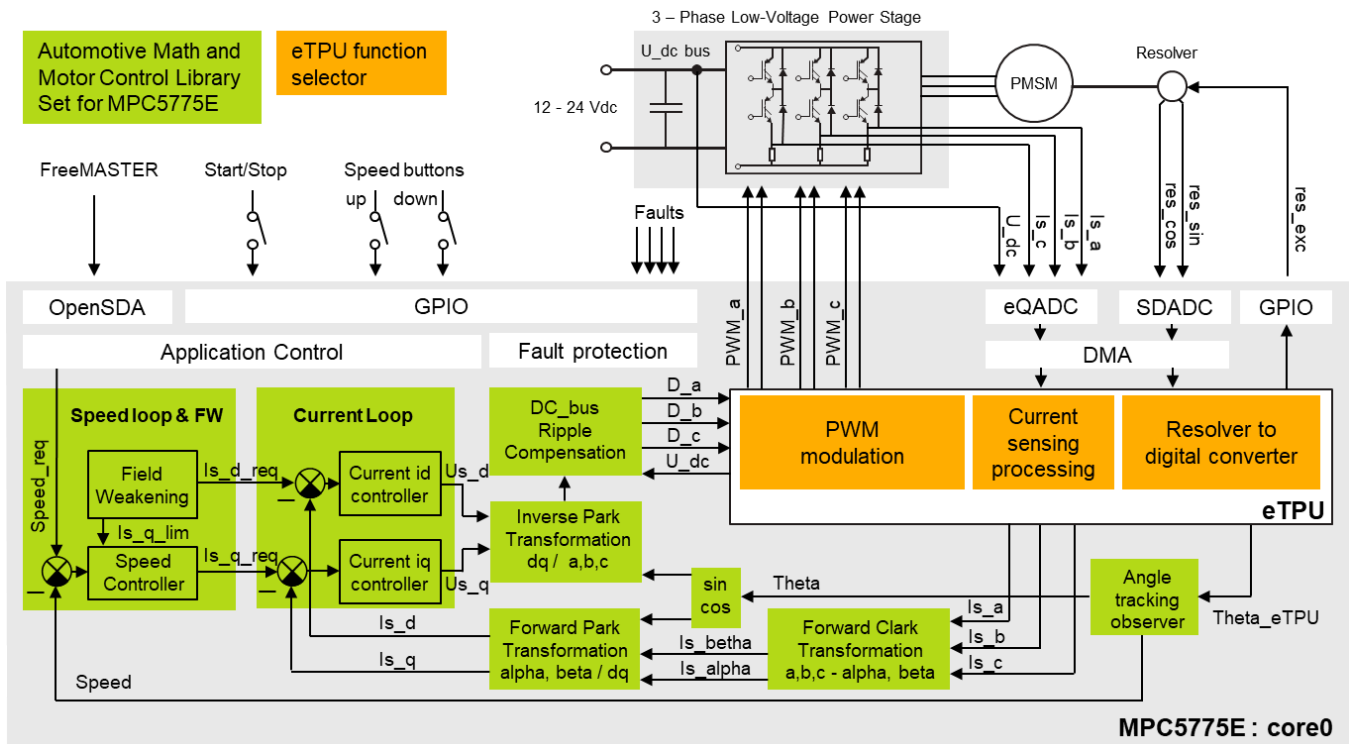 3 – Phase Low-Voltage Power Stage
Automotive Math and
Motor Control Library
Set for MPC5775E
eTPU function
selector
U_dc bus
12 - 24 Vdc
PMSM
Resolver
FreeMASTER
Start/Stop
Speed buttons
up
down
Faults
U_dc
Is_c
Is_b
Is_a
res_cos
res_sin
res_exc
OpenSDA
GPIO
PWM_a
PWM_b
PWM_c
eQADC
SDADC
GPIO
Application Control
Fault protection
DMA
Speed loop & FW
Current Loop
DC_bus
Ripple
Compensation
D_a
D_b
D_c
U_dc
PWM
modulation
Current
sensing
processing
Resolver to
digital converter
eTPU
Speed_req
Field
Weakening
Is_d_req
Current id
controller
Us_d
Is_q_lim
Inverse Park
Transformation
dq / a,b,c
Speed
Controller
Is_q_req
Current iq
controller
Us_q
sin
cos
Theta
Angle
tracking
observer
Theta_eTPU
Is_d
Is_q
Forward Park
Transformation
alpha, beta / dq
Is_betha
Is_alpha
Forward Clark
Transformation
a,b,c - alpha, beta
Is_a
Is_b
Is_c
Speed
MPC5775E : core0